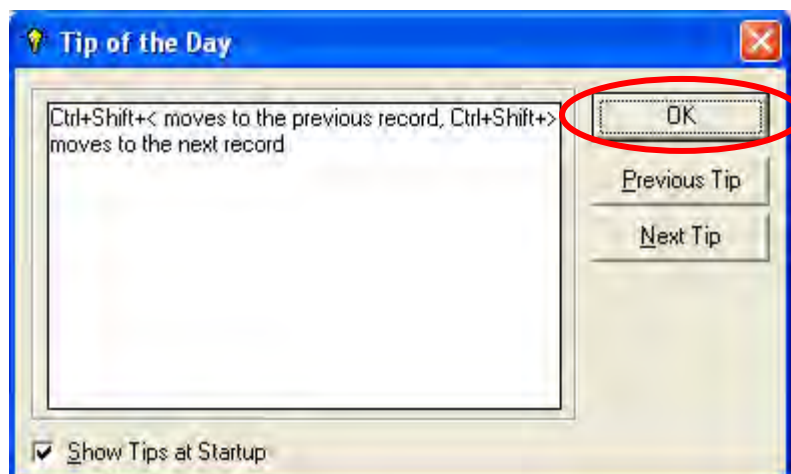 Tip of the Day
Ctrl+Shift+< moves to the previous record, Ctrl+Shift+>
moves to the next record
OK
Previous Tip
Next Tip
Show Tips at Startup